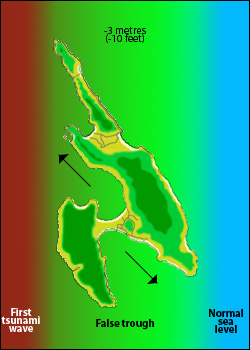 -3 metres
(-10 feet)
First
tsunami
wave
False trough
Normal
sea
level